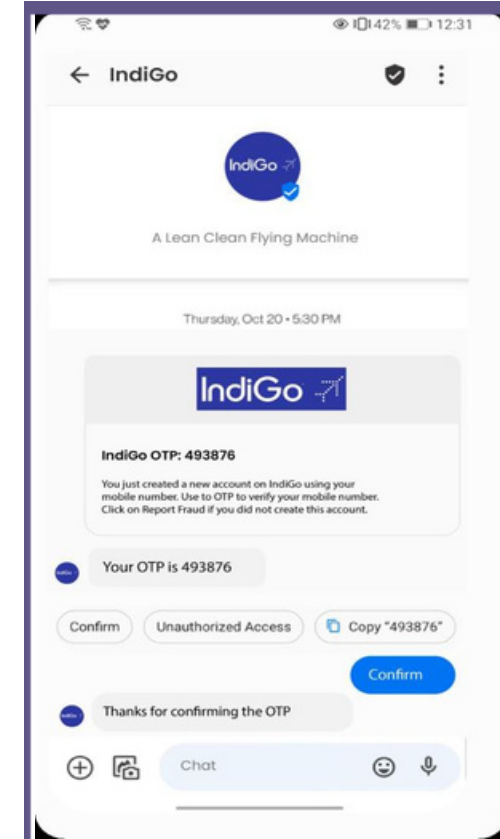 42% 12:31
IndiGo
IndiGo
A Lean Clean Flying Machine
Thursday, Oct 20 • 5:30 PM
IndiGo
IndiGo OTP: 493876
You just created a new account on IndiGo using your
mobile number. Use to OTP to verify your mobile number.
Click on Report Fraud if you did not create this account.
Your OTP is 493876
Confirm
Unauthorized Access
Copy "493876"
Confirm
Thanks for confirming the OTP
Chat